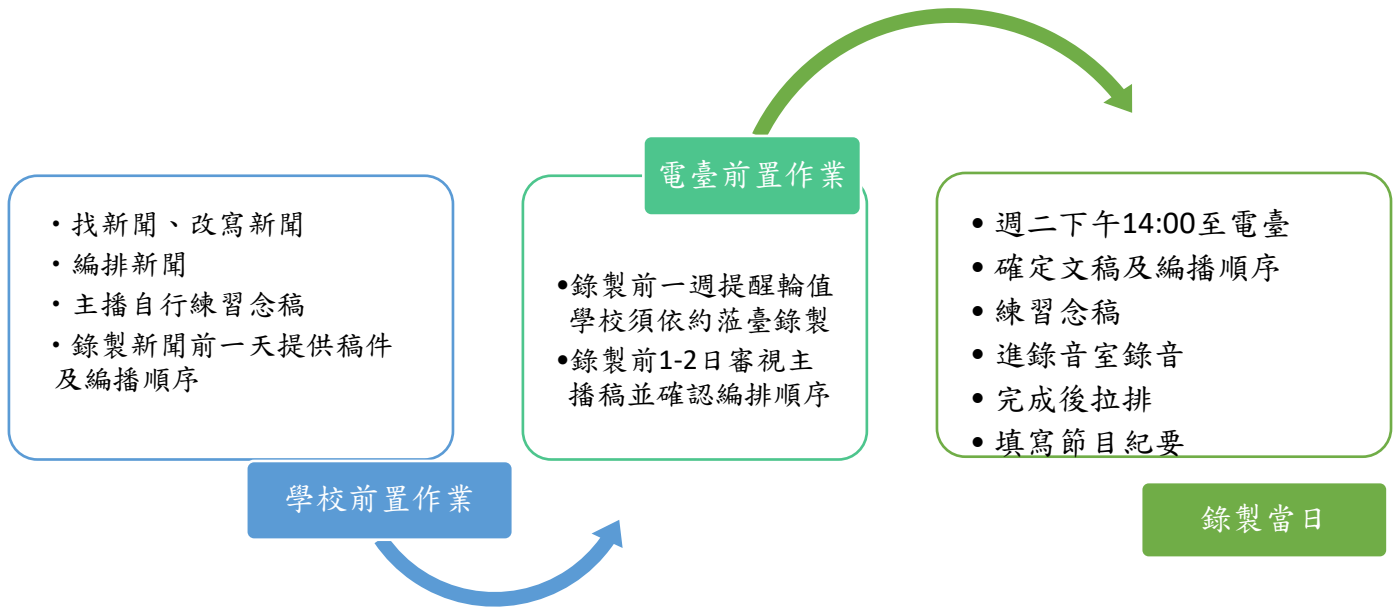 ・找新聞、改寫新聞
・編排新聞
・主播自行練習念稿
・錄製新聞前一天提供稿件
及編播順序
學校前置作業
電臺前置作業
•錄製前一週提醒輪值
學校須依約蒞臺錄製
•錄製前1-2日審視主
播稿並確認編排順序
• 週二下午14:00至電臺
• 確定文稿及編播順序
• 練習念稿
• 進錄音室錄音
• 完成後拉排
• 填寫節目紀要
錄製當日